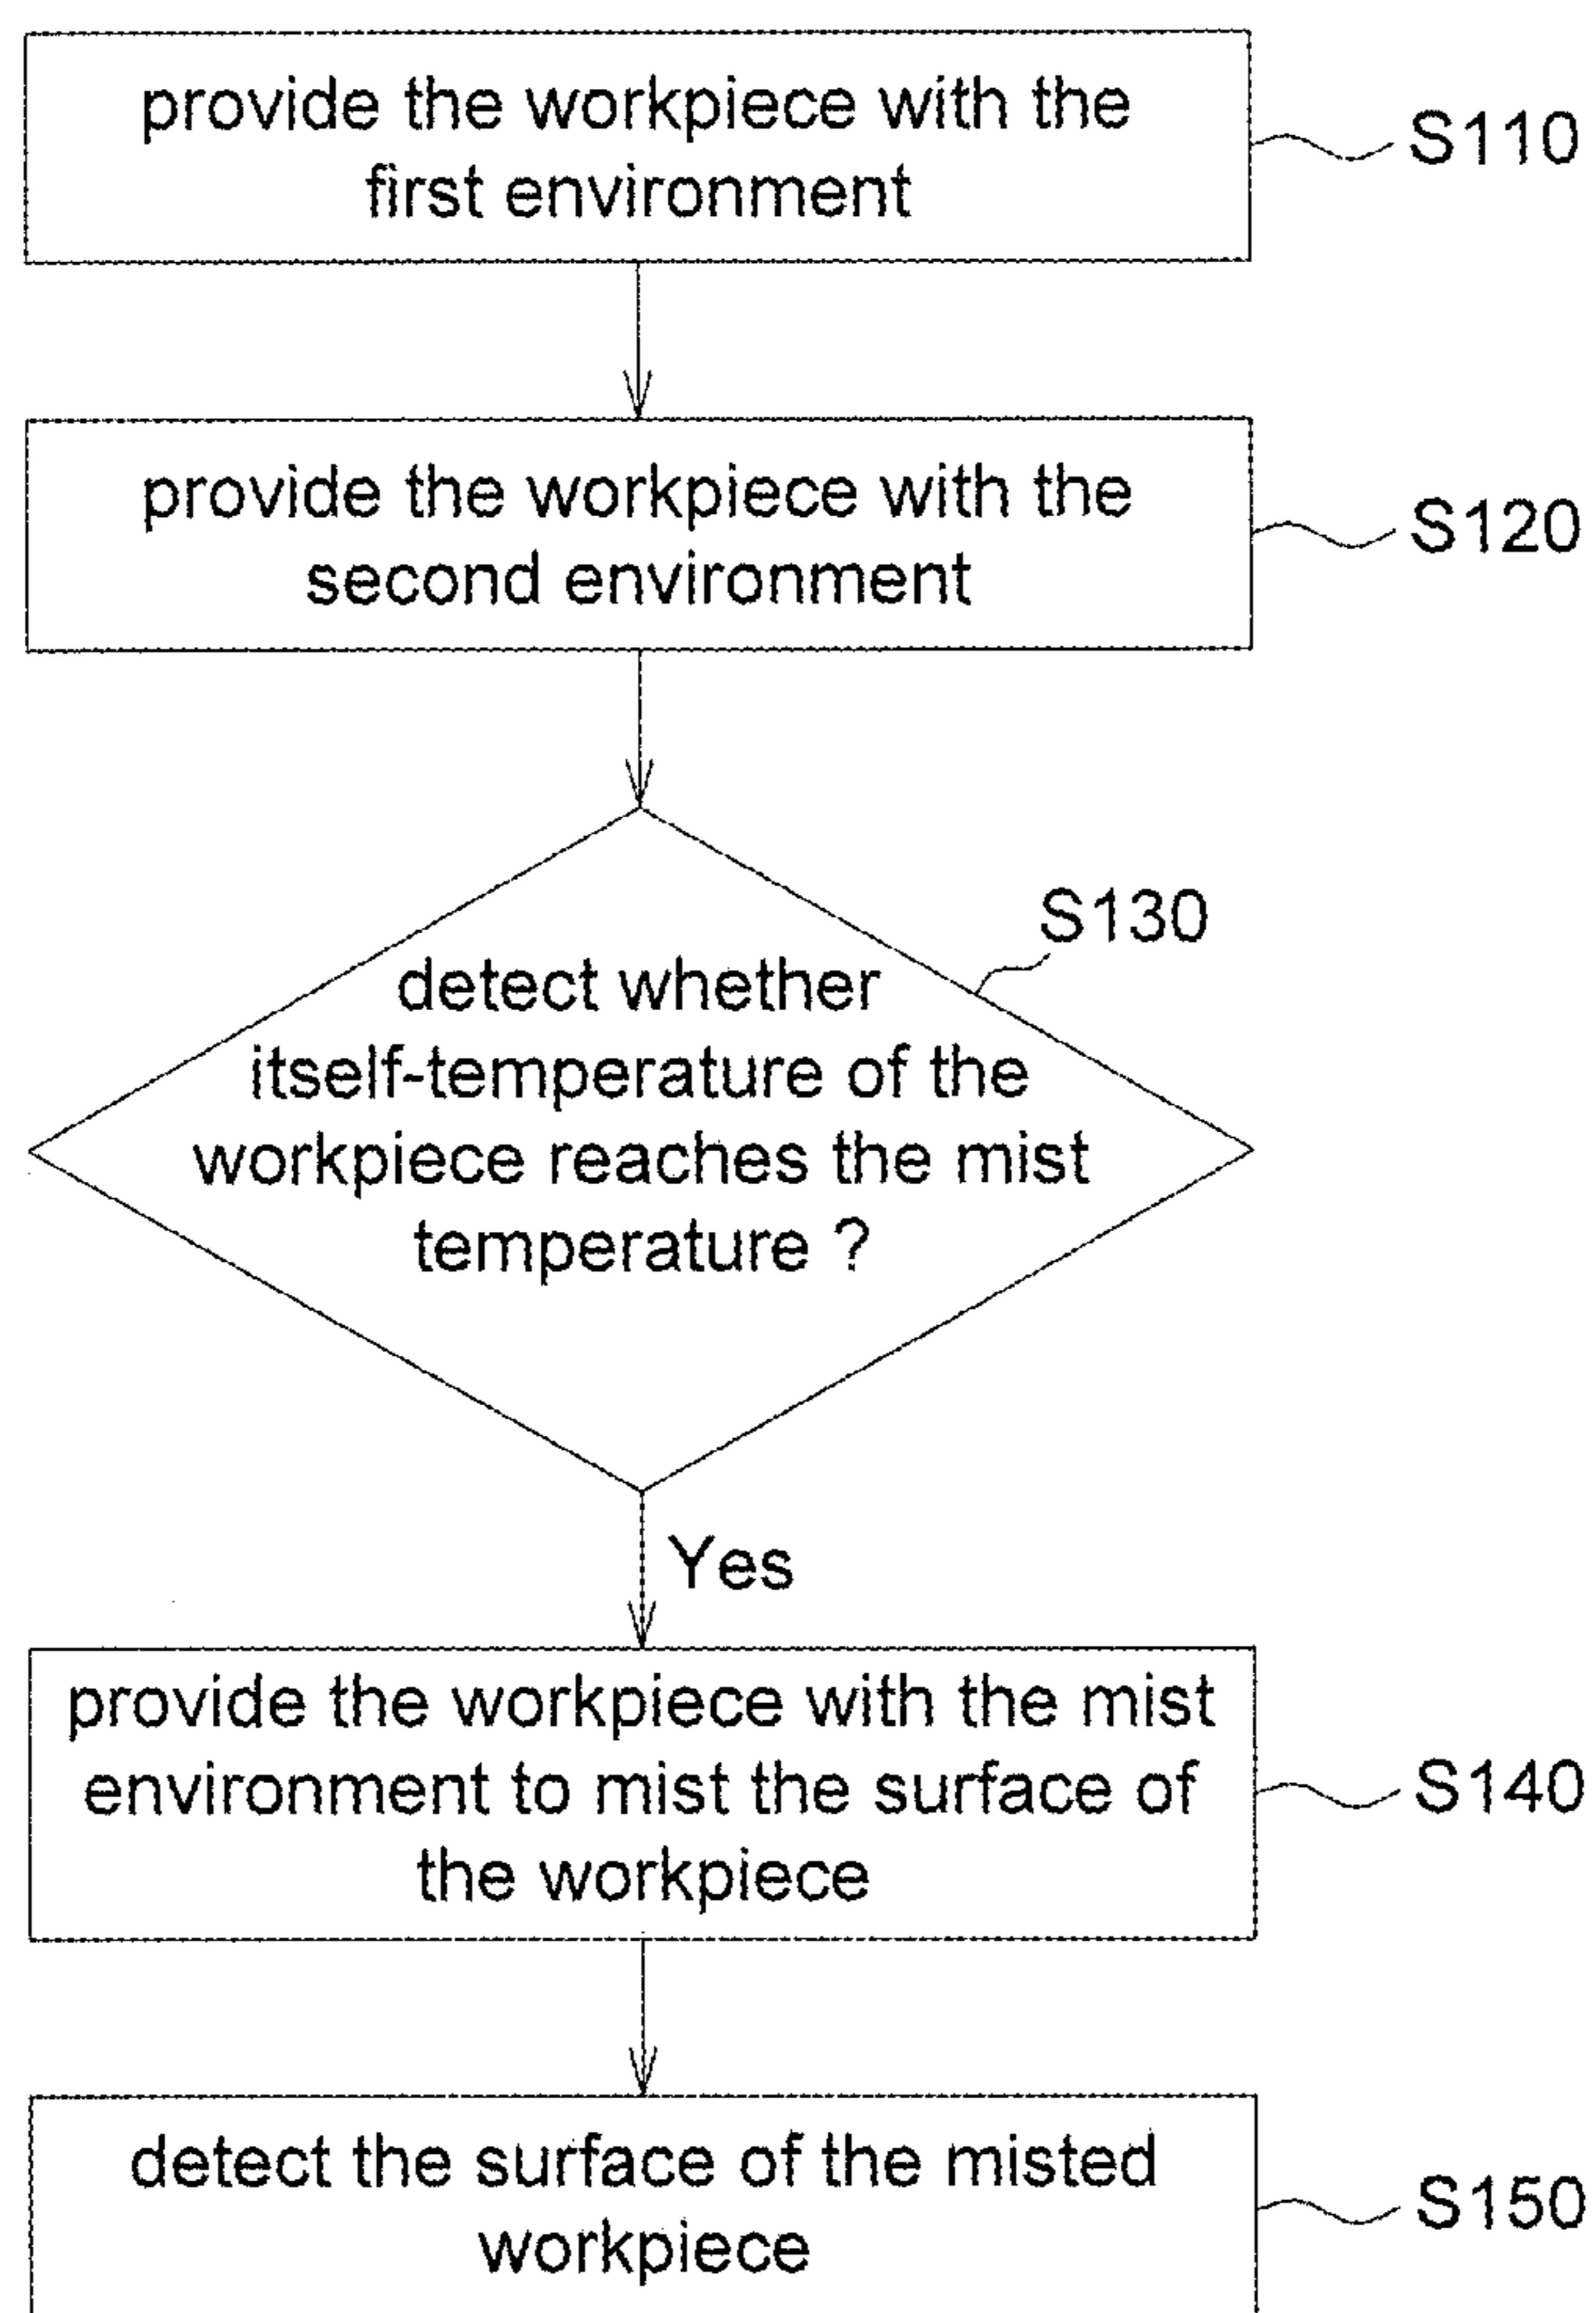 provide the workpiece with the
first environment
S110
provide the workpiece with the
second environment
S120
S130
detect whether
itself-temperature of the
workpiece reaches the mist
temperature ?
Yes
provide the workpiece with the mist
environment to mist the surface of
the workpiece
S140
detect the surface of the misted
workpiece
S150